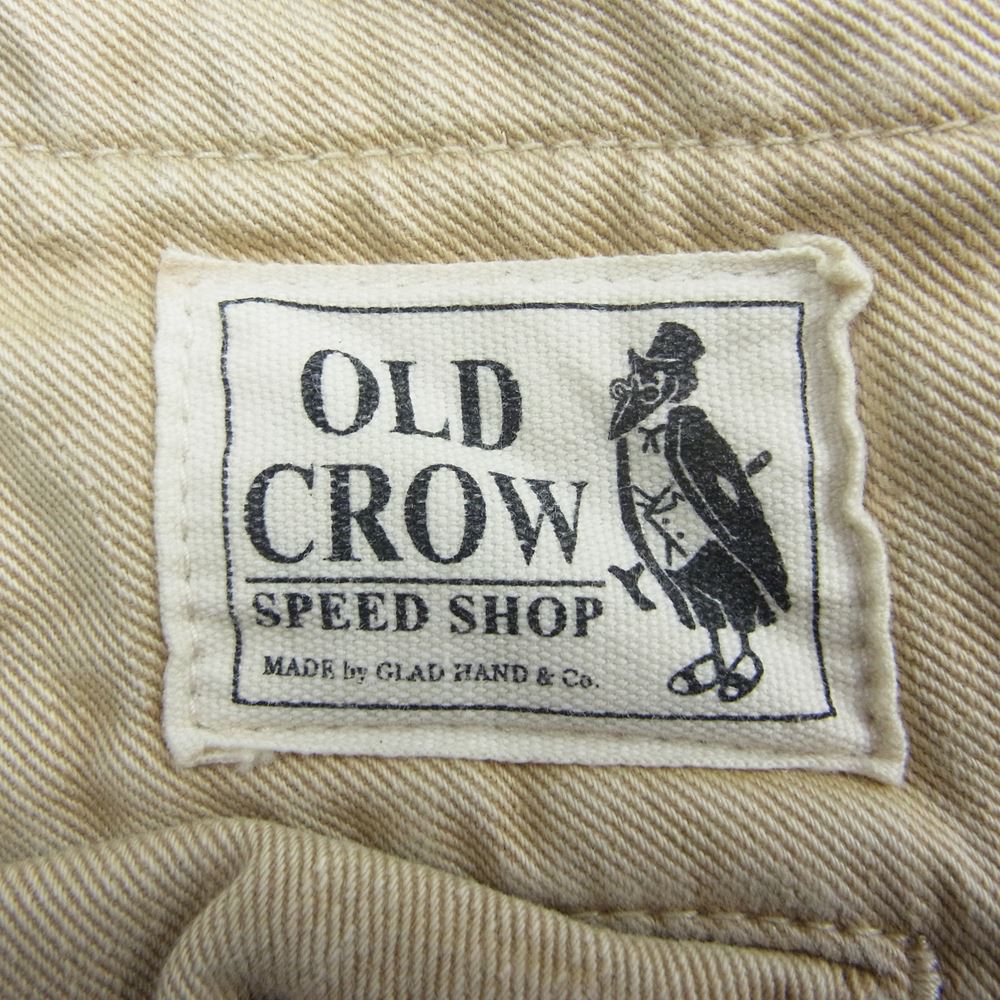 OLD
CROW
SPEED SHOP
MADE by GLAD HAND & Co.